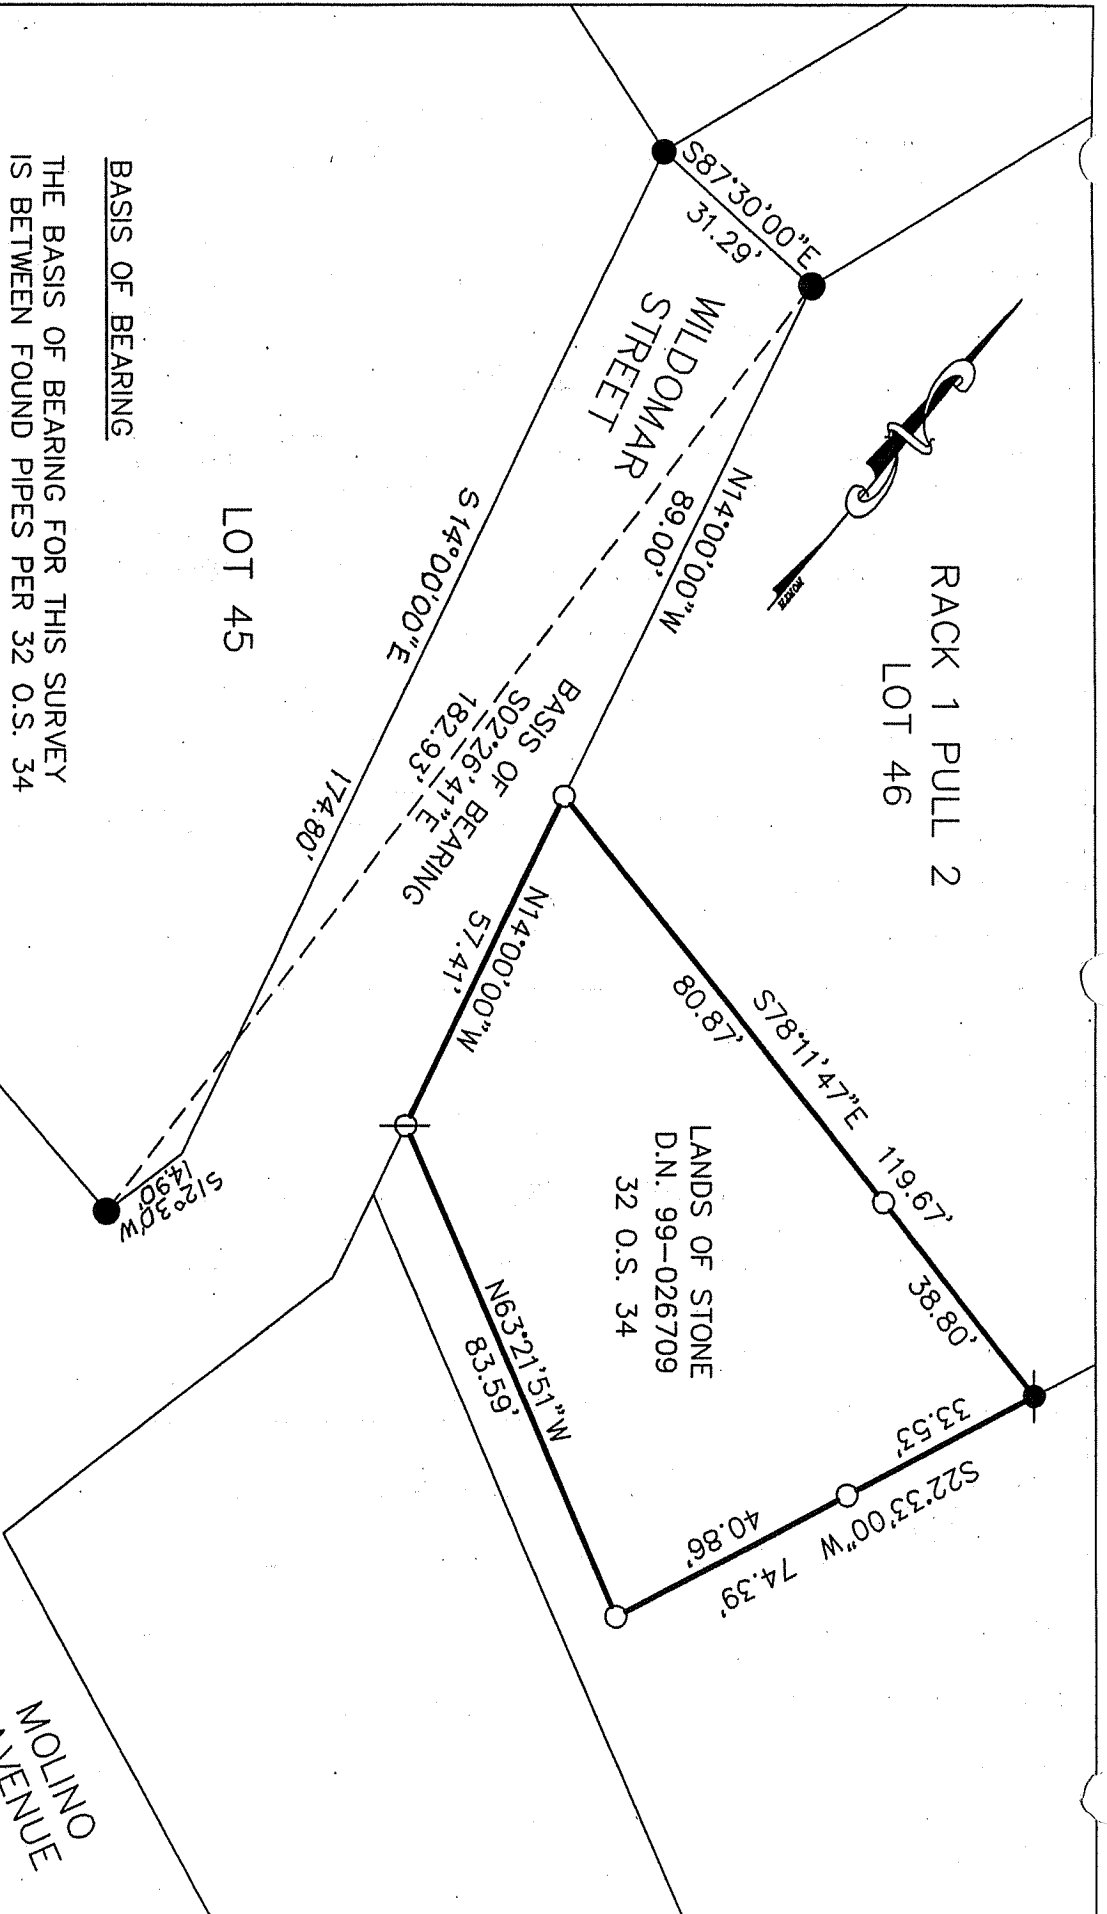 RACK 1 PULL 2
LOT 46
NORTH
S87°30'00"E
31.29'
WILDOMAR
STREET
N14°00'00"W
89.00'
BASIS OF BEARING
S02°26'41"E
182.93'
S 14°00'00"E
174.80'
LOT 45
S12°30'W
14.90'
N14°00'00"W
57.41'
S78°11'47"E 119.67'
80.87'
38.80'
LANDS OF STONE
D.N. 99-026709
32 O.S. 34
33.53'
S22°33'00"W 74.39'
40.86'
N63°21'51"W
83.59'
MOLINO
AVENUE
BASIS OF BEARING
THE BASIS OF BEARING FOR THIS SURVEY
IS BETWEEN FOUND PIPES PER 32 O.S. 34